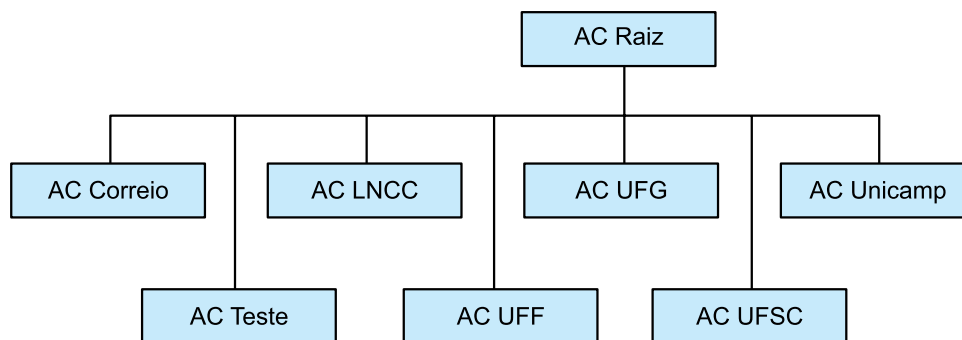 AC Raiz
AC Correio
AC LNCC
AC UFG
AC Unicamp
AC Teste
AC UFF
AC UFSC